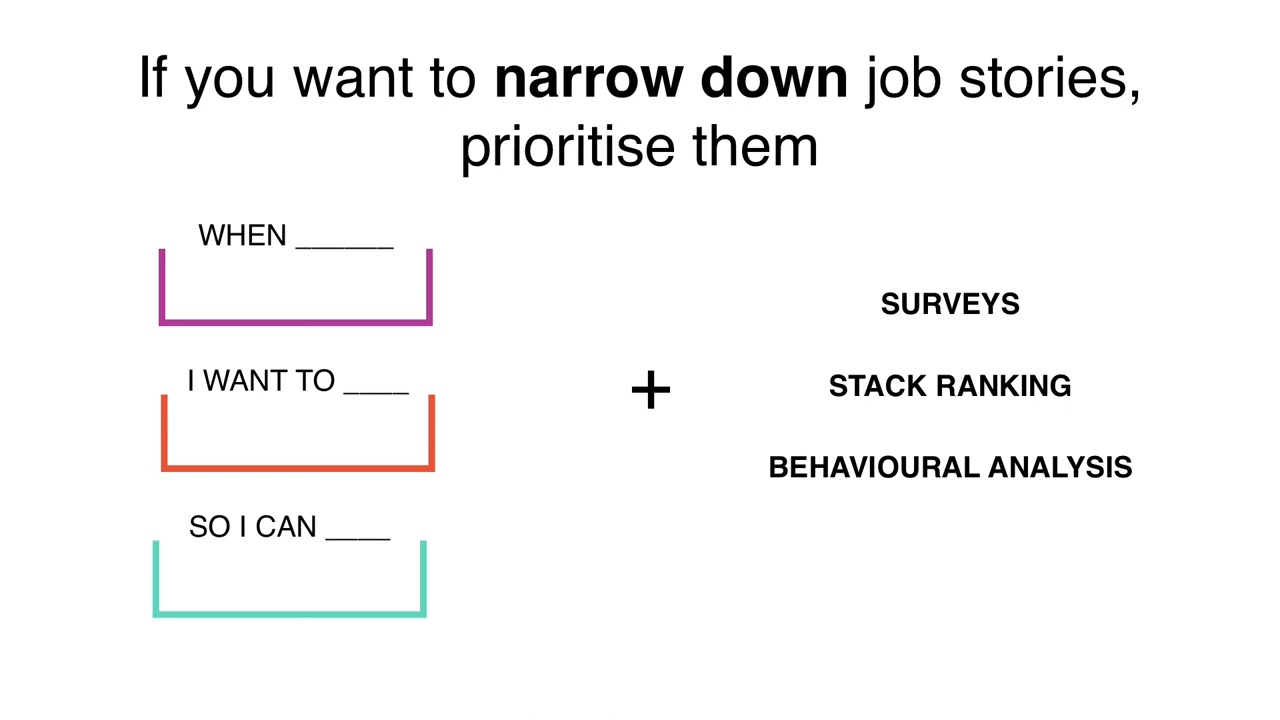 If you want to narrow down job stories,
prioritise them
WHEN ______
I WANT TO ____
SO I CAN ____
+
SURVEYS
STACK RANKING
BEHAVIOURAL ANALYSIS